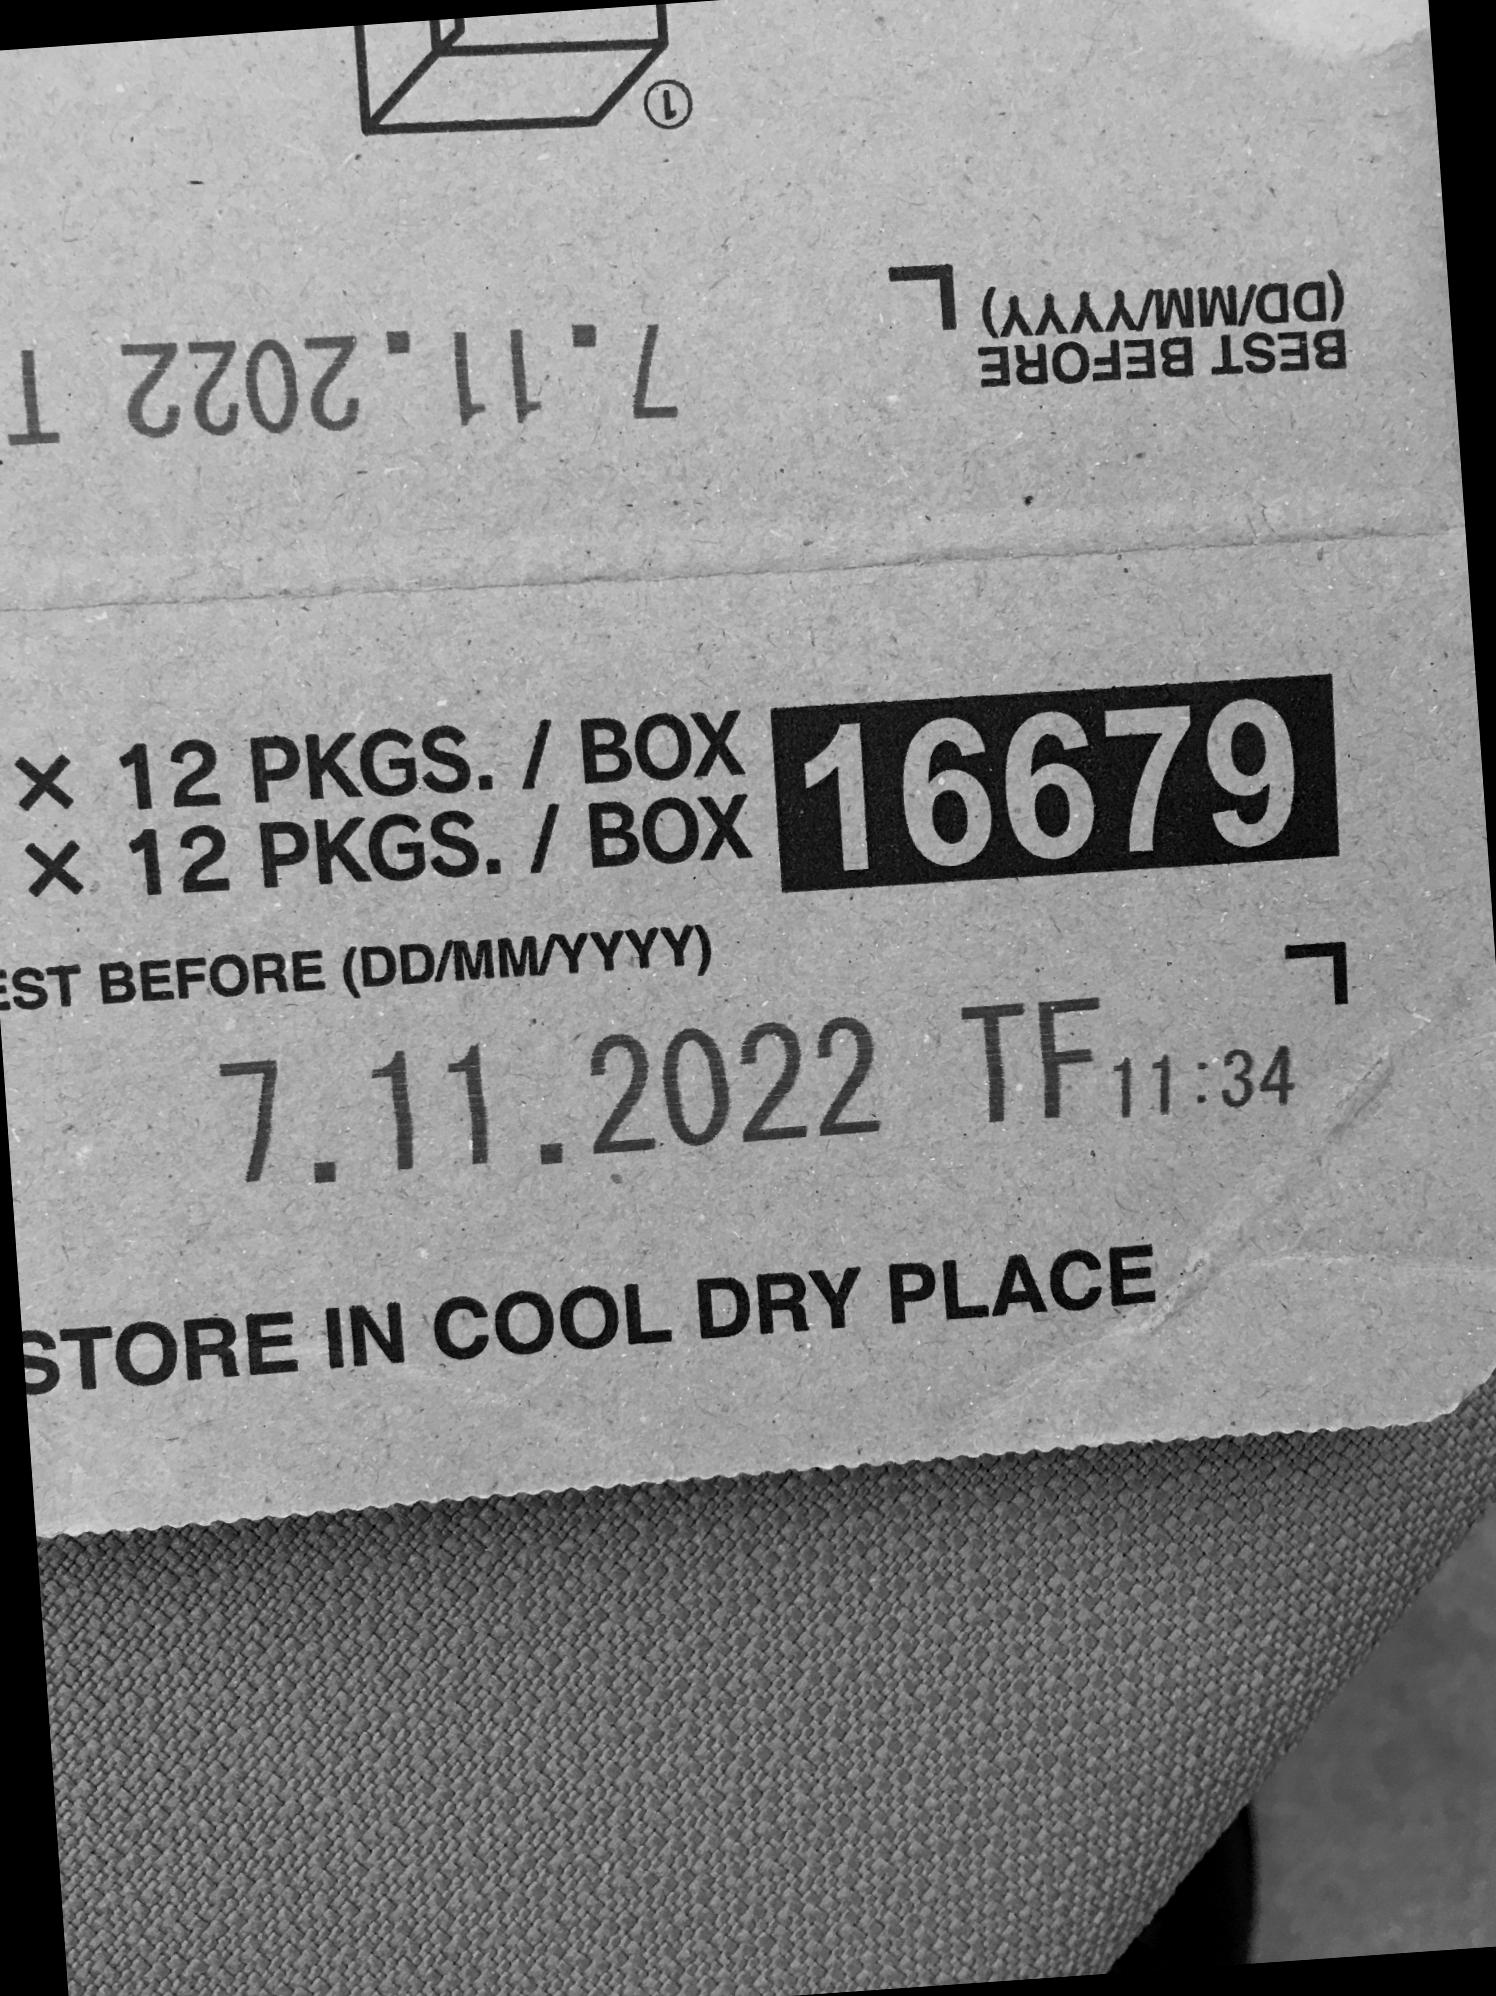 1
(DD/MM/YYYY)
BEST BEFORE
7.11.2022 T
× 12 PKGS. / BOX
× 12 PKGS. / BOX
16679
EST BEFORE (DD/MM/YYYY)
7.11.2022 TF 11:34
STORE IN COOL DRY PLACE